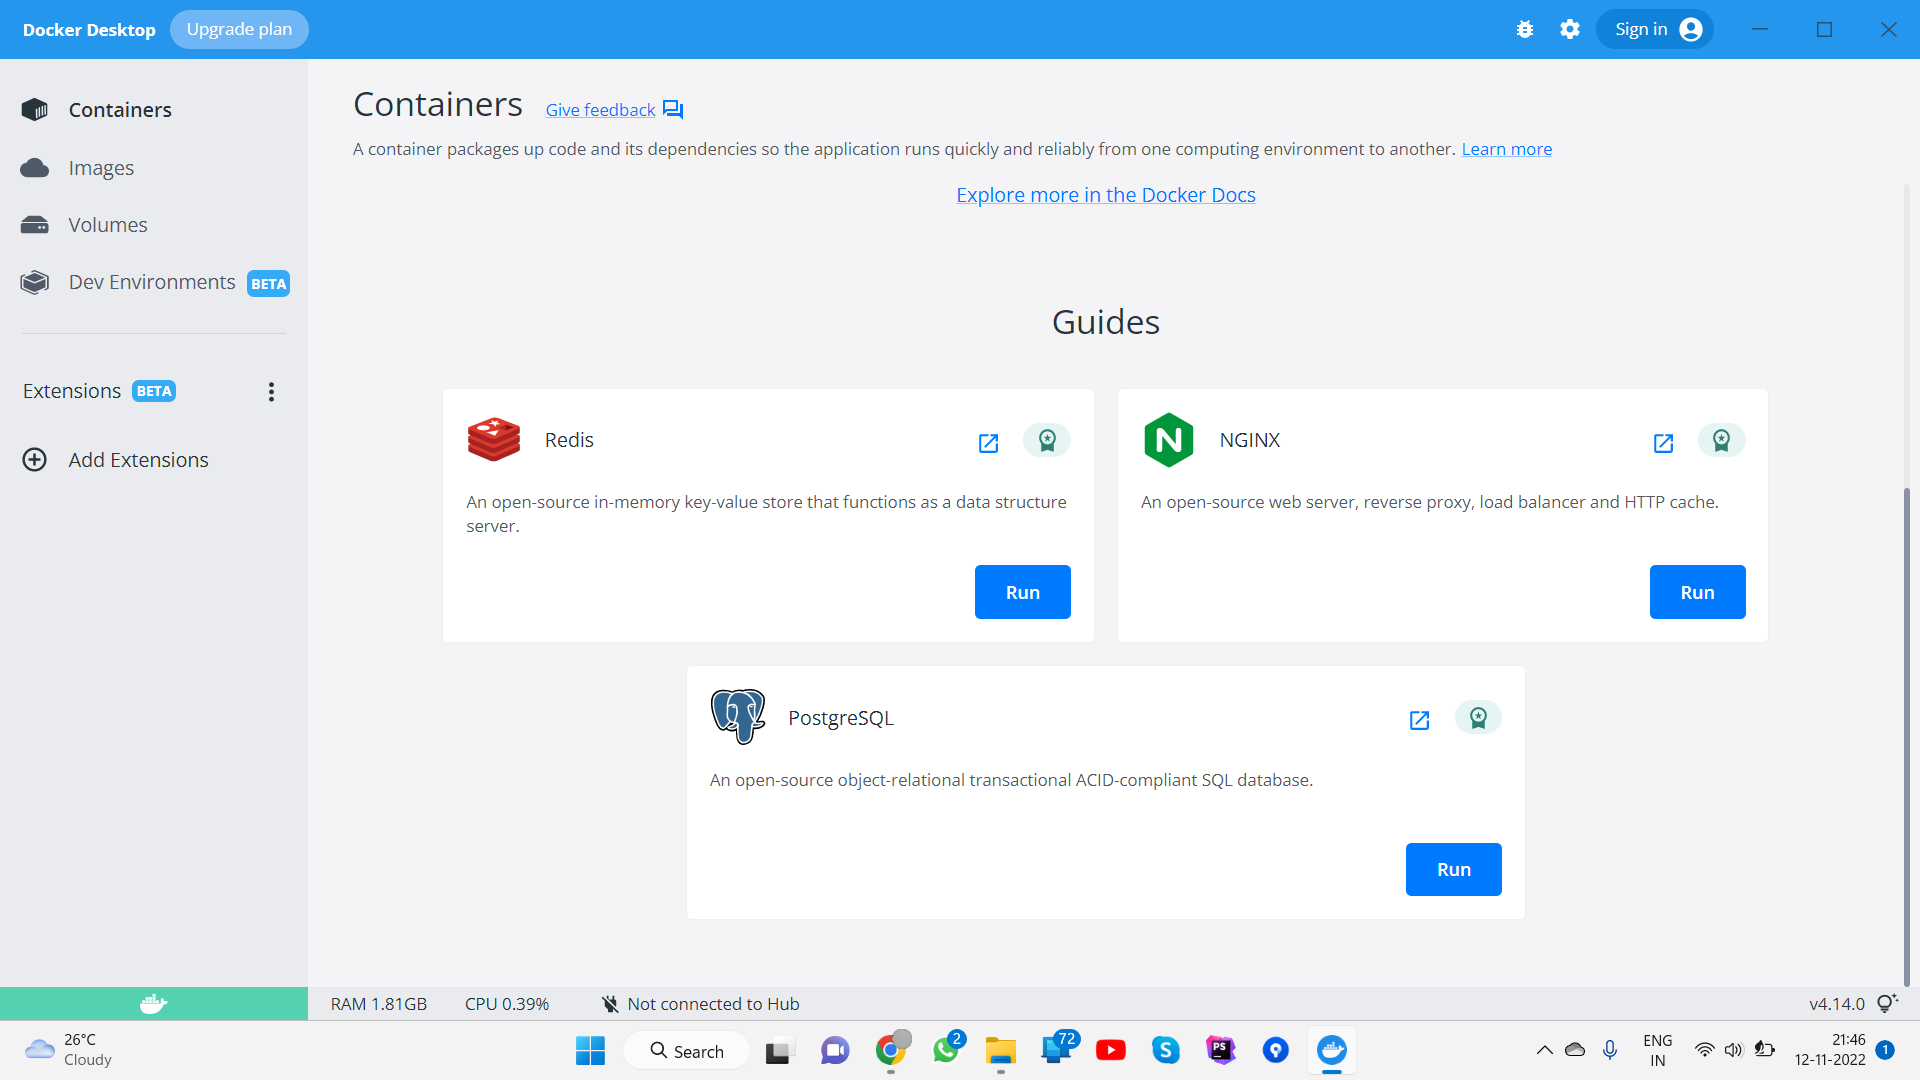 Docker Desktop
Upgrade plan
Sign in
Containers
Images
Volumes
Dev Environments BETA
Extensions BETA
Add Extensions
Containers
Give feedback
A container packages up code and its dependencies so the application runs quickly and reliably from one computing environment to another. Learn more
Explore more in the Docker Docs
Guides
Redis
An open-source in-memory key-value store that functions as a data structure
server.
Run
N
NGINX
An open-source web server, reverse proxy, load balancer and HTTP cache.
Run
PostgreSQL
An open-source object-relational transactional ACID-compliant SQL database.
Run
RAM 1.81GB
CPU 0.39%
Not connected to Hub
v4.14.0
26°C
Cloudy
Search
2
72
S
PS
ENG
IN
21:46
12-11-2022
1